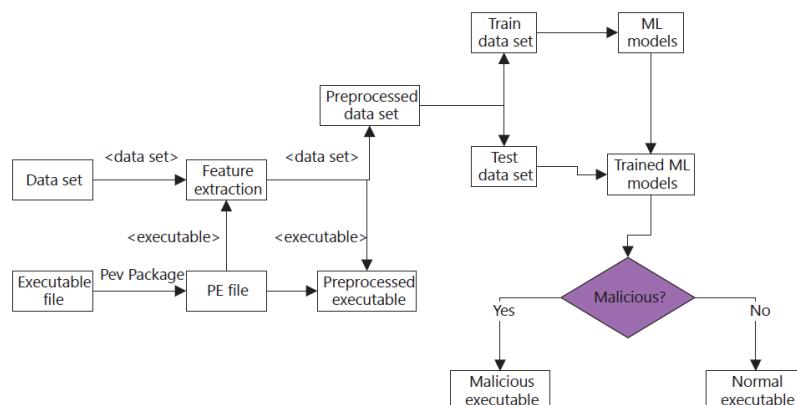 Train
data set
ML
models
Preprocessed
data set
<data set>
<data set>
Data set
Feature
extraction
Test
data set
Trained ML
models
<executable>
<executable>
Executable
file
Pev Package
PE file
Preprocessed
executable
Malicious?
Yes
No
Malicious
executable
Normal
executable